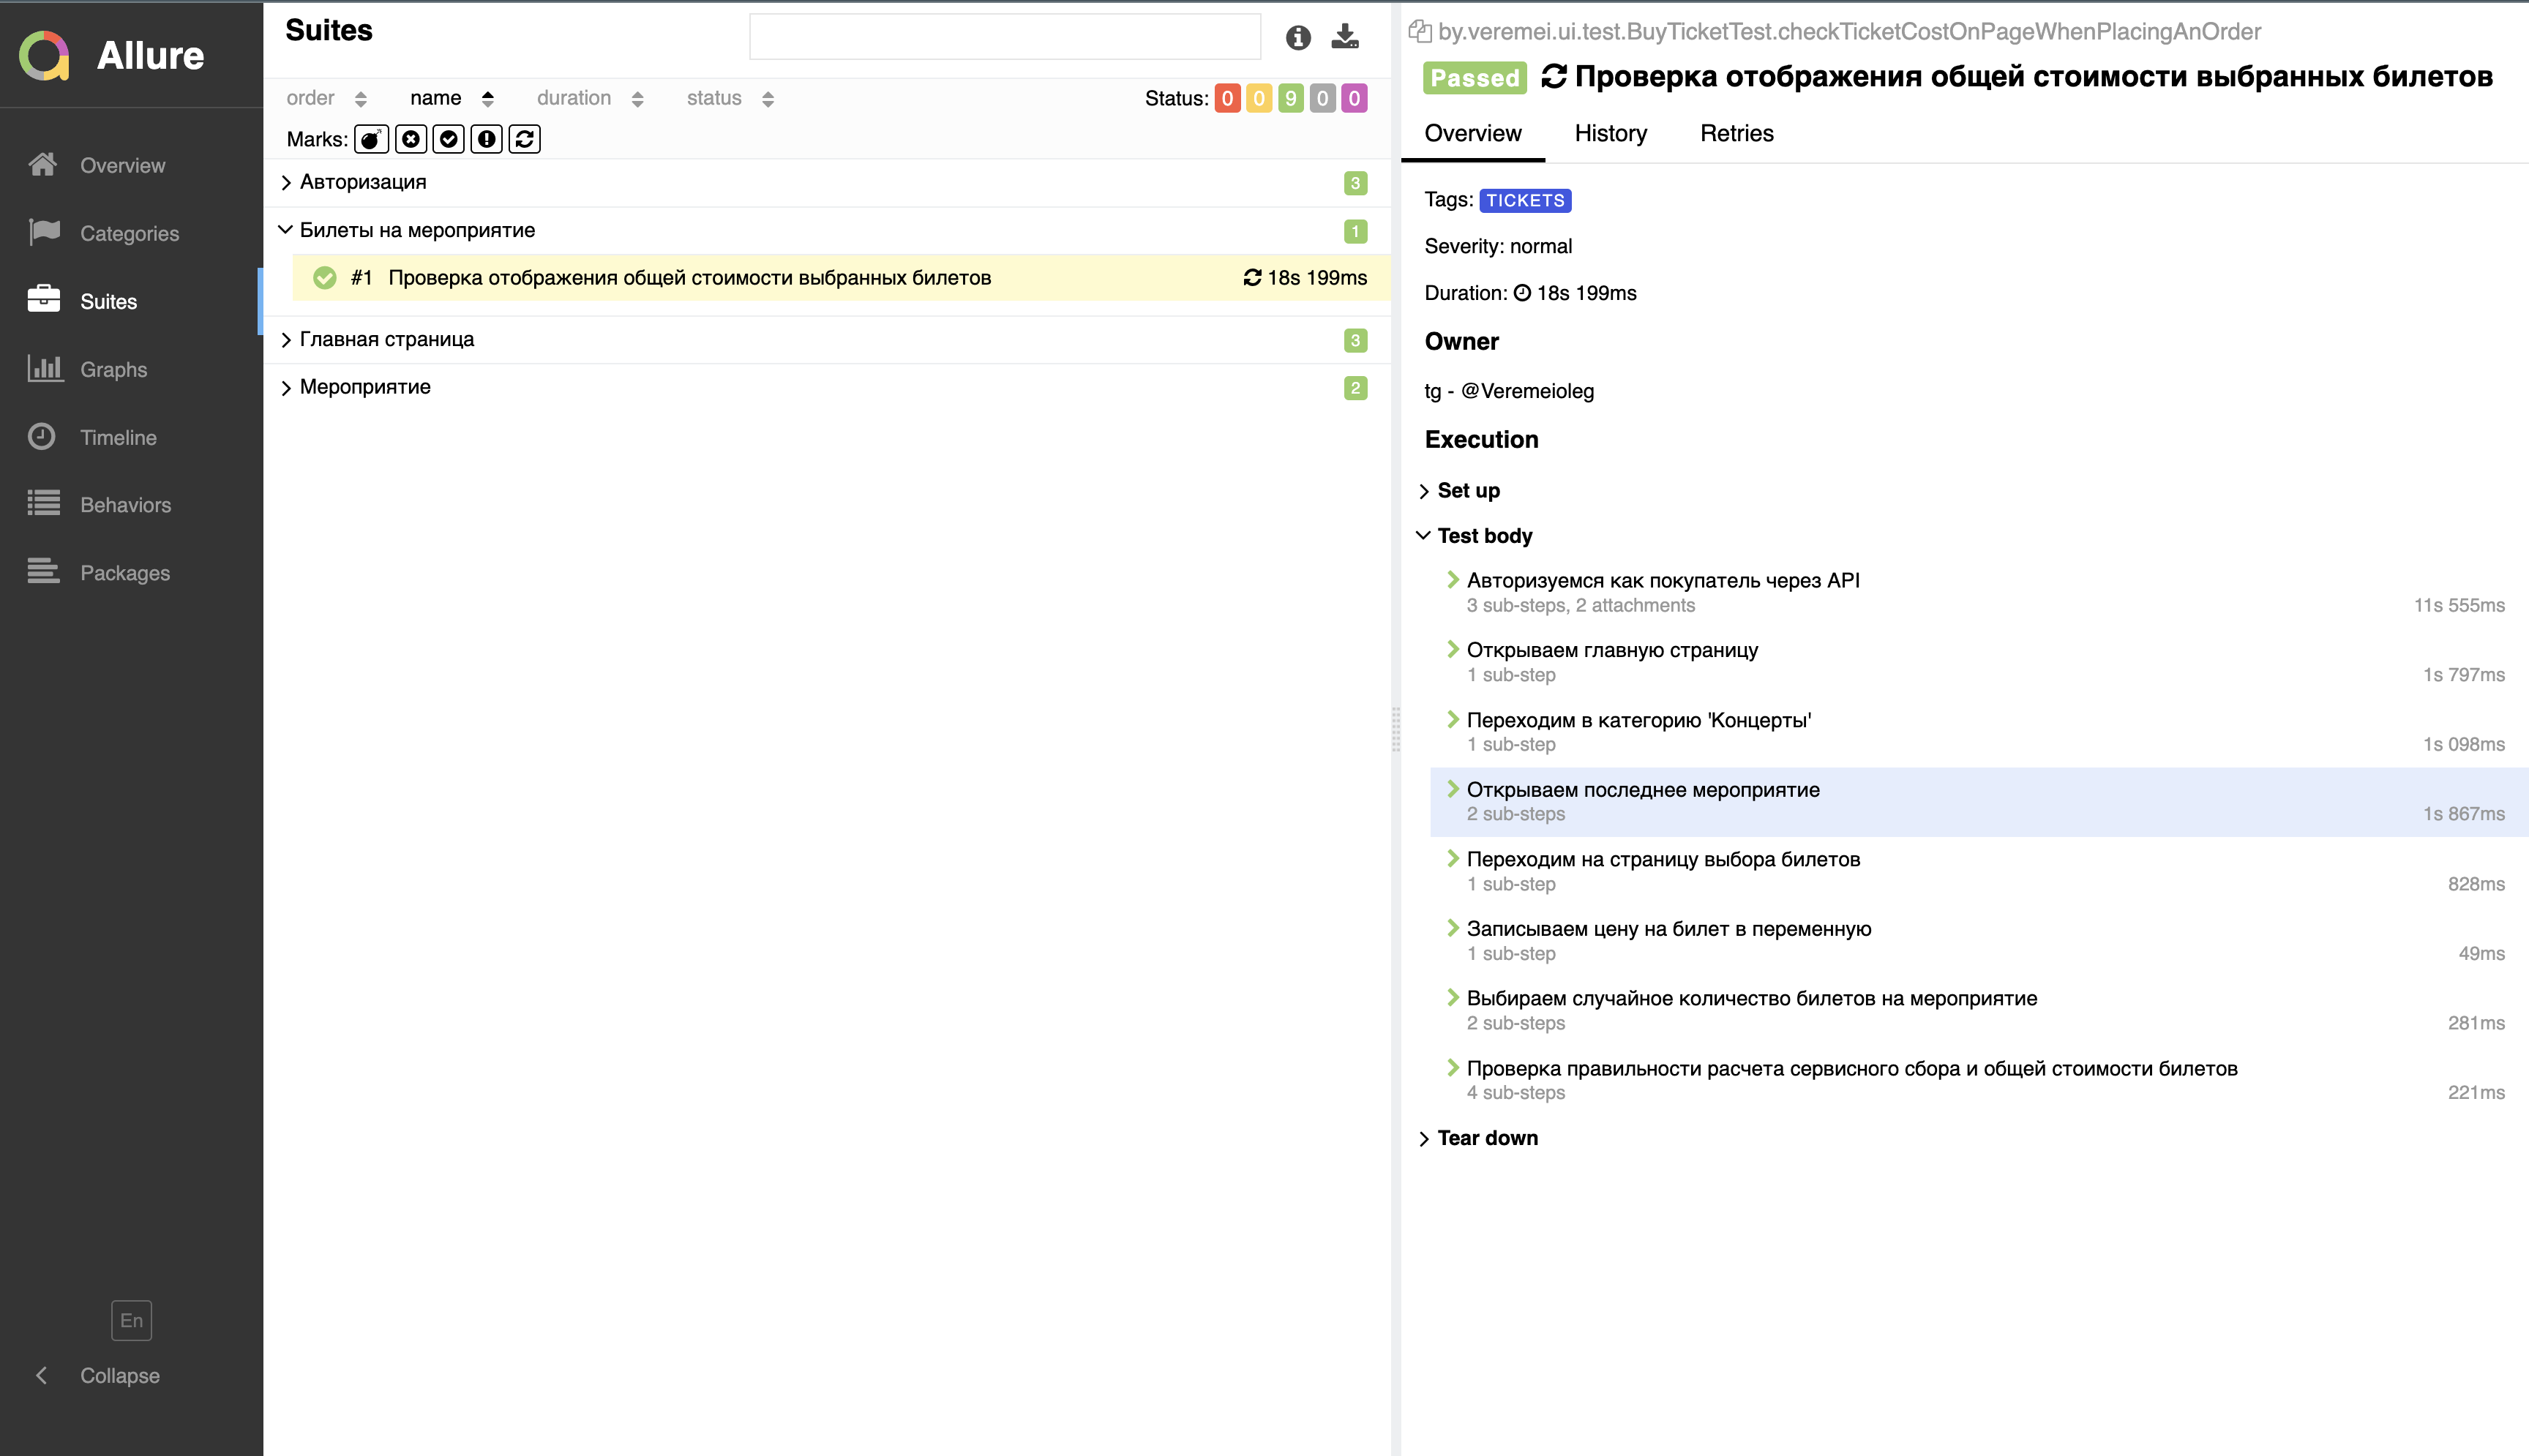 Allure
Overview
Categories
Suites
Graphs
Timeline
Behaviors
Packages
En
Collapse
Suites
order name duration status Status: 0 0 9 0 0
Marks:
Авторизация 3
Билеты на мероприятие 1
#1 Проверка отображения общей стоимости выбранных билетов 18s 199ms
Главная страница 3
Мероприятие 2
by.veremei.ui.test.BuyTicketTest.checkTicketCostOnPageWhenPlacingAnOrder
Passed Проверка отображения общей стоимости выбранных билетов
Overview History Retries
Tags: TICKETS
Severity: normal
Duration: 18s 199ms
Owner
tg - @Veremeioleg
Execution
Set up
Test body
Авторизуемся как покупатель через API
3 sub-steps, 2 attachments 11s 555ms
Открываем главную страницу
1 sub-step 1s 797ms
Переходим в категорию 'Концерты'
1 sub-step 1s 098ms
Открываем последнее мероприятие
2 sub-steps 1s 867ms
Переходим на страницу выбора билетов
1 sub-step 828ms
Записываем цену на билет в переменную
1 sub-step 49ms
Выбираем случайное количество билетов на мероприятие
2 sub-steps 281ms
Проверка правильности расчета сервисного сбора и общей стоимости билетов
4 sub-steps 221ms
Tear down